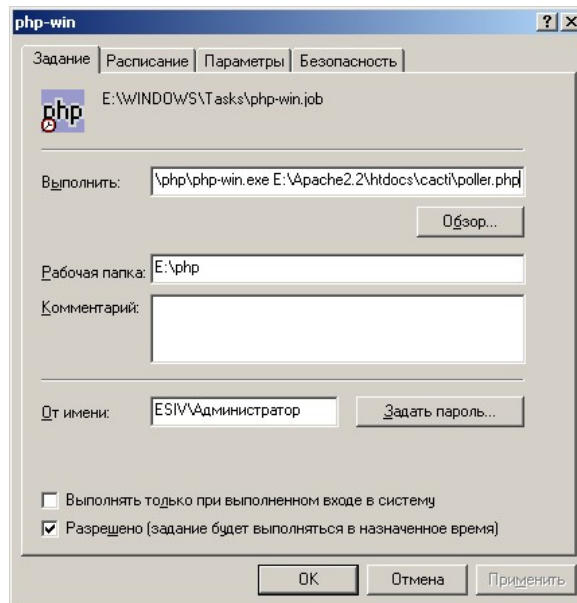 php-win
Задание Расписание Параметры Безопасность
php
E:\WINDOWS\Tasks\php-win.job
Выполнить: \php\php-win.exe E:\Apache2.2\htdocs\cacti\poller.php
Обзор...
Рабочая папка: E:\php
Комментарий:
От имени: ESIV\Администратор Задать пароль...
Выполнять только при выполненном входе в систему
Разрешено (задание будет выполняться в назначенное время)
OK Отмена Применить